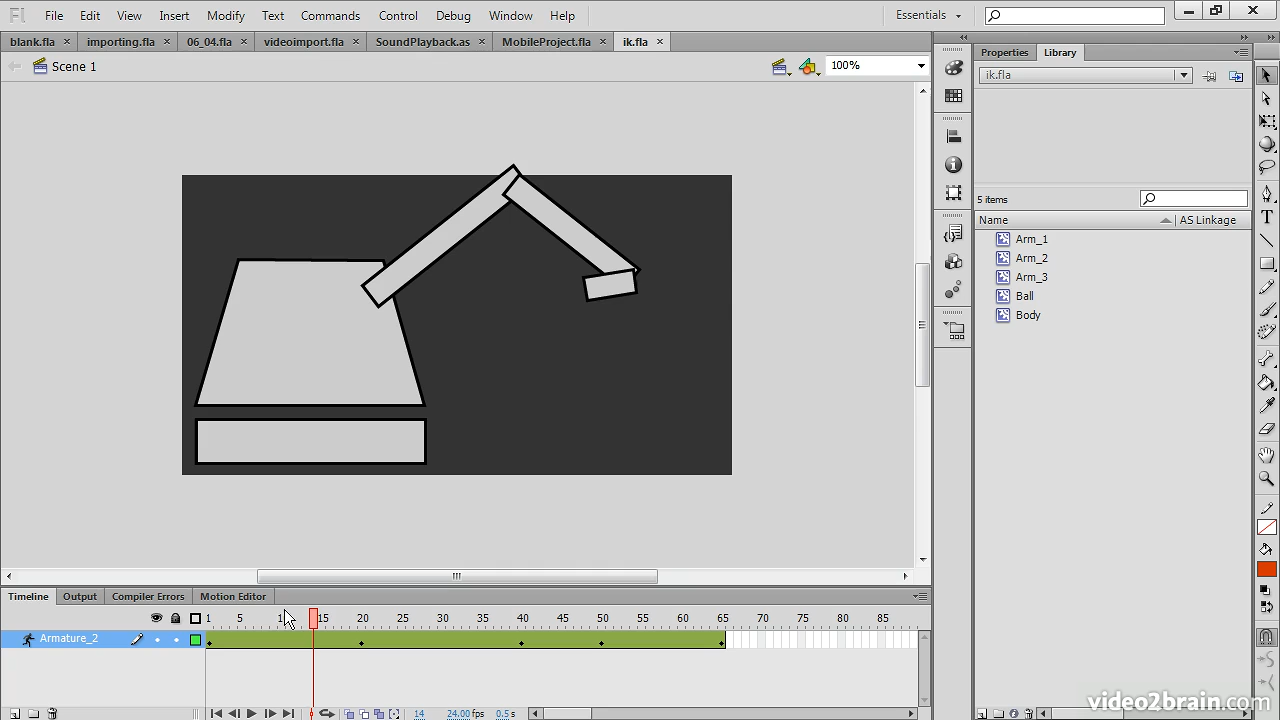 Fl File Edit View Insert Modify Text Commands Control Debug Window Help Essentials
blank.fla × importing.fla × 06_04.fla × videoimport.fla × SoundPlayback.as × MobileProject.fla × ik.fla ×
Scene 1 100%
Properties Library
ik.fla
5 items
Name AS Linkage
Arm_1
Arm_2
Arm_3
Ball
Body
Timeline Output Compiler Errors Motion Editor
1 5 15 20 25 30 35 40 45 50 55 60 65 70 75 80 85
Armature_2
14 24.00 fps 0.5 s
video2brain.com